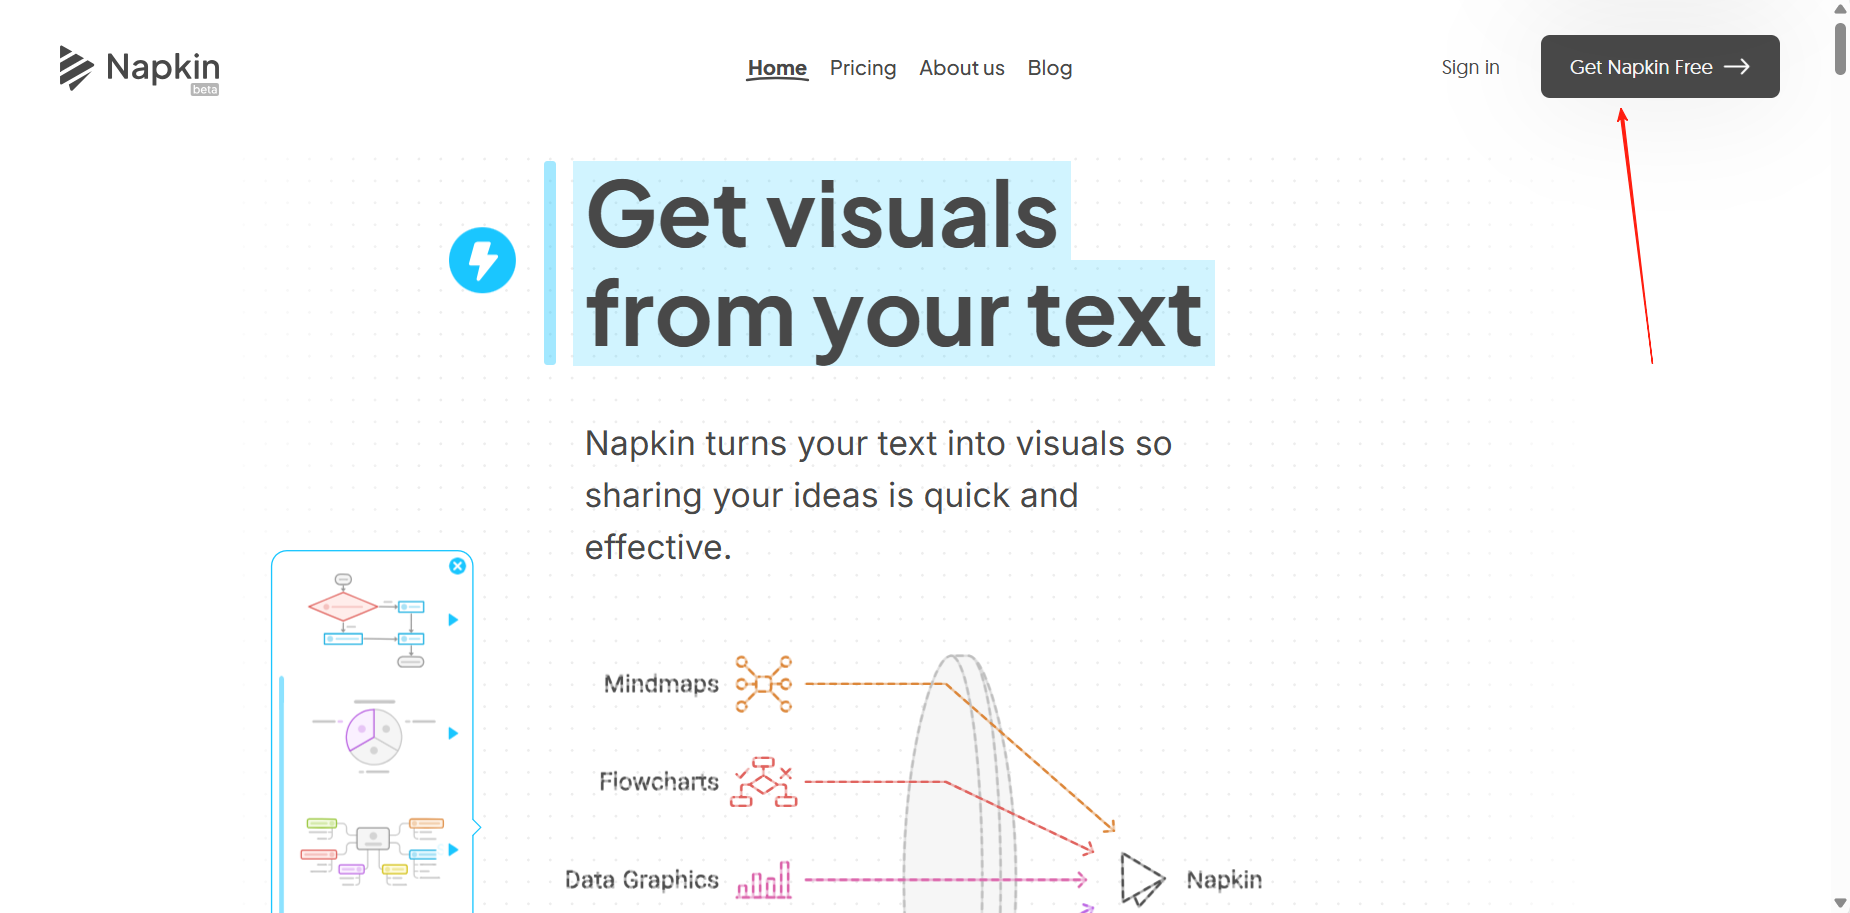 Napkin
beta
Home
Pricing
About us
Blog
Sign in
Get Napkin Free
Get visuals
from your text
Napkin turns your text into visuals so
sharing your ideas is quick and
effective.
Mindmaps
Flowcharts
Data Graphics
Napkin